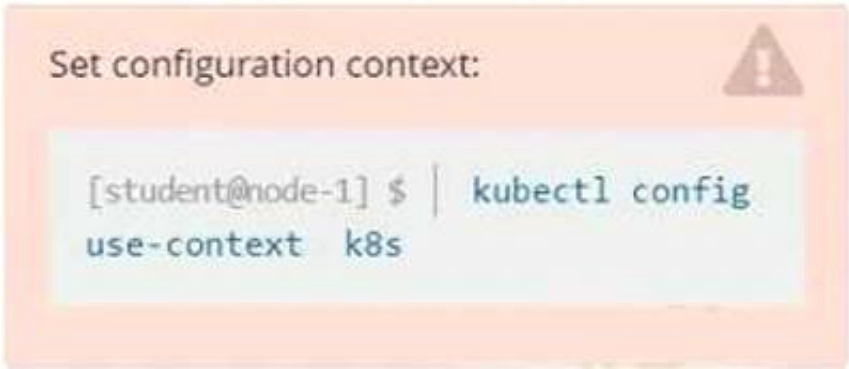 Set configuration context:
[student@node-1] $ | kubectl config
use-context k8s